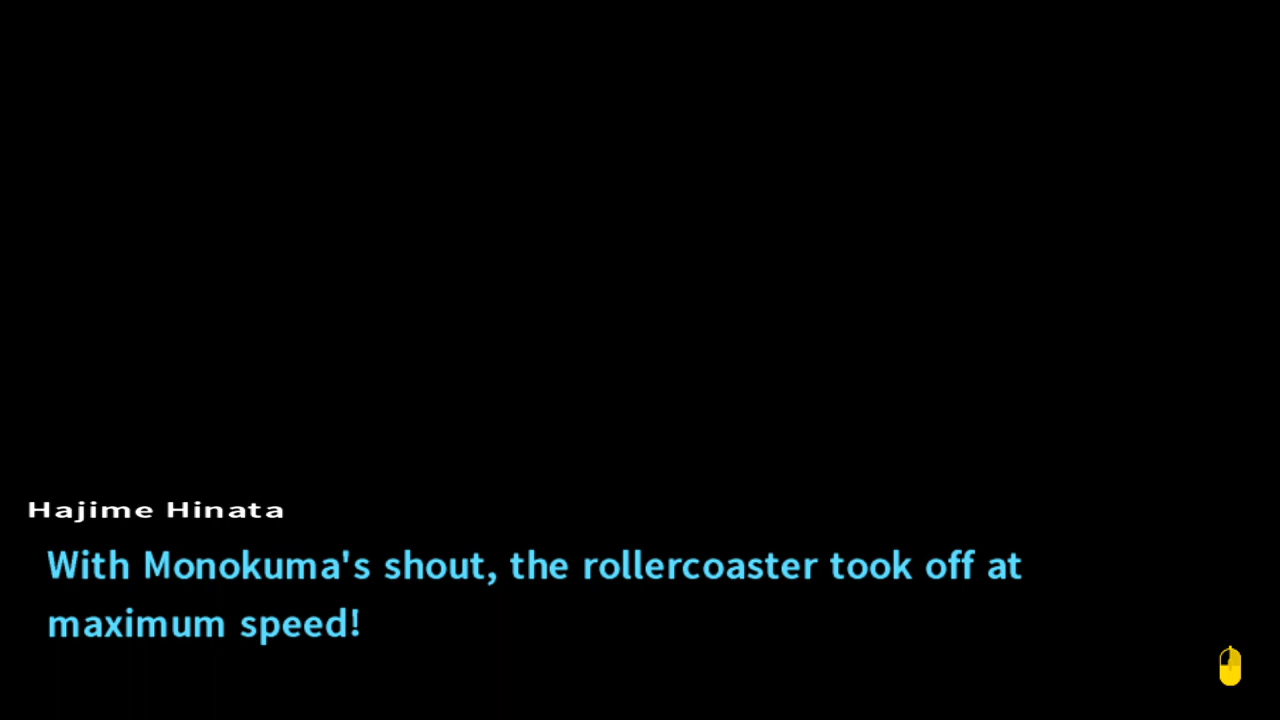 Hajime Hinata
With Monokuma's shout, the rollercoaster took off at
maximum speed!